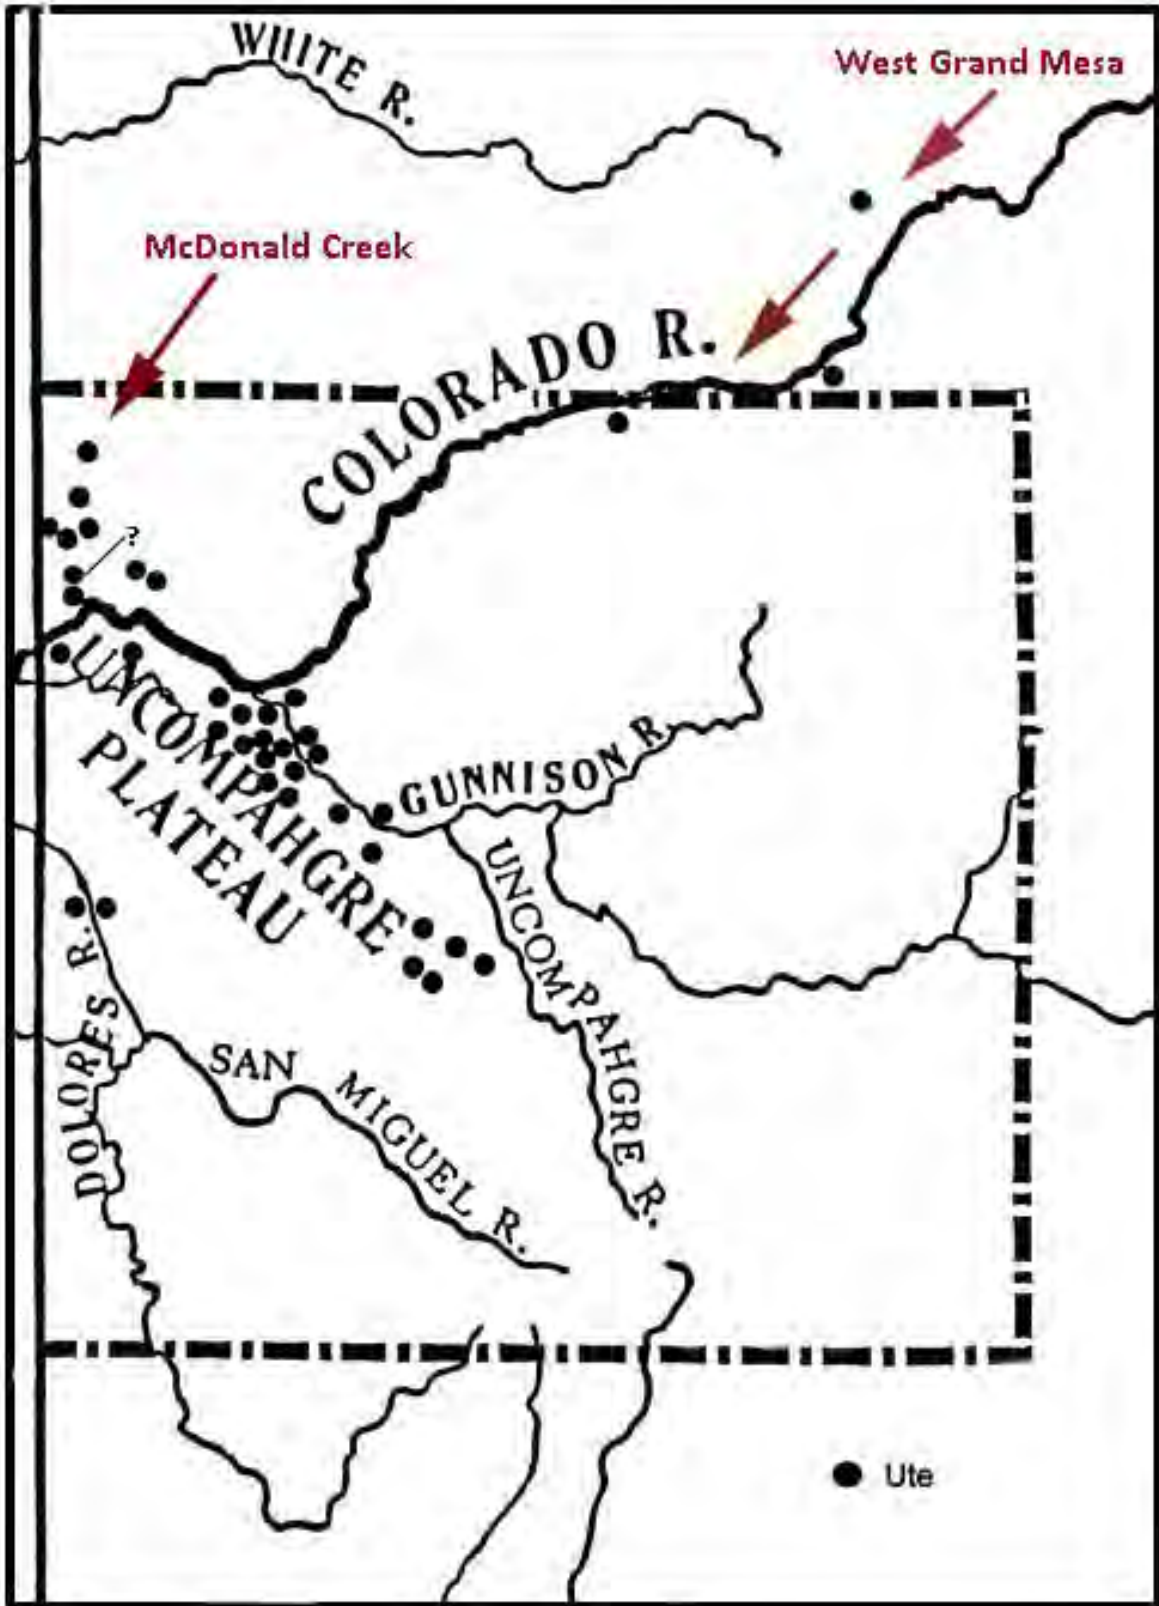 WHITE R.
West Grand Mesa
McDonald Creek
COLORADO R.
?
UNCOMPAHGRE
PLATEAU
GUNNISON R.
UNCOMPAHGRE R.
DOLORES R.
SAN MIGUEL R.
Ute